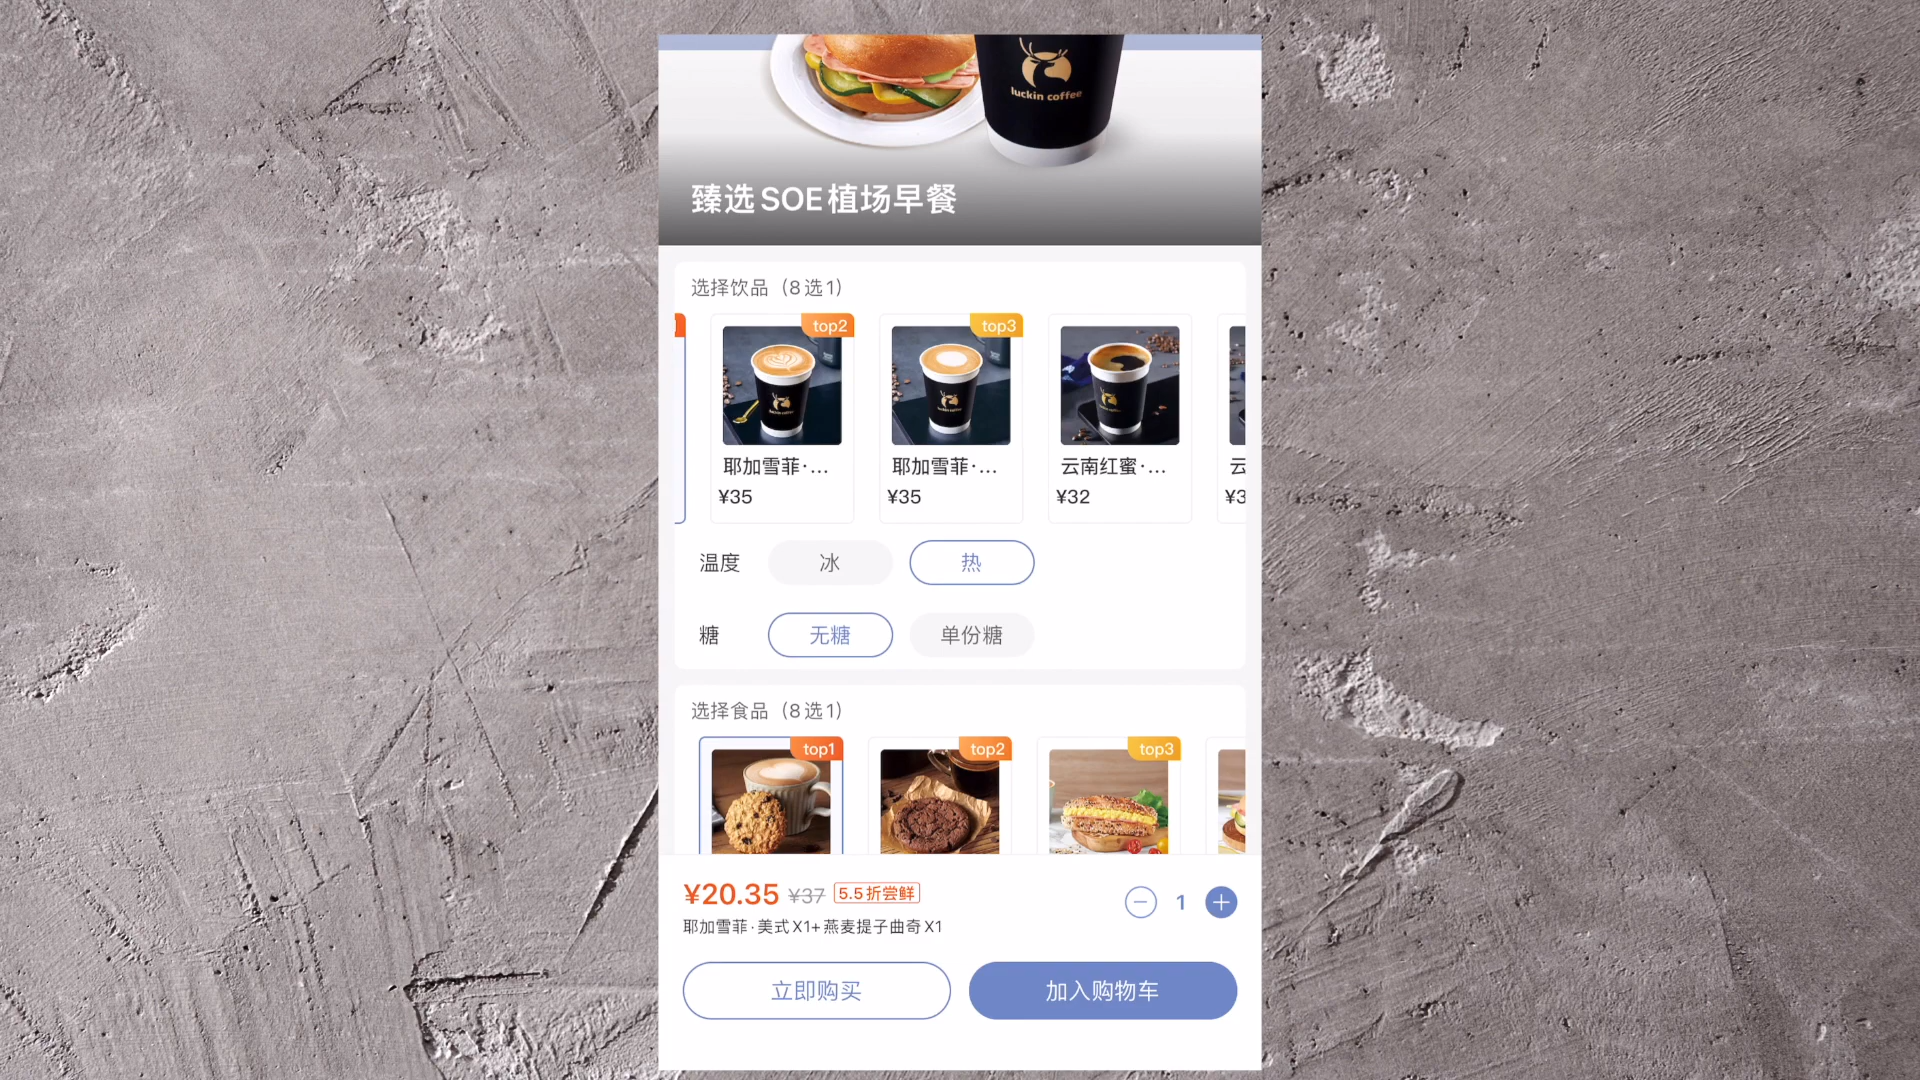 luckin coffee
臻选SOE植场早餐
选择饮品（8选1）
top2
top3
耶加雪菲·...
¥35
耶加雪菲·...
¥35
云南红蜜·...
¥32
云
¥3
温度
冰
热
糖
无糖
单份糖
选择食品（8选1）
top1
top2
top3
¥20.35 ¥37 5.5折尝鲜
1
耶加雪菲·美式X1+燕麦提子曲奇X1
立即购买
加入购物车